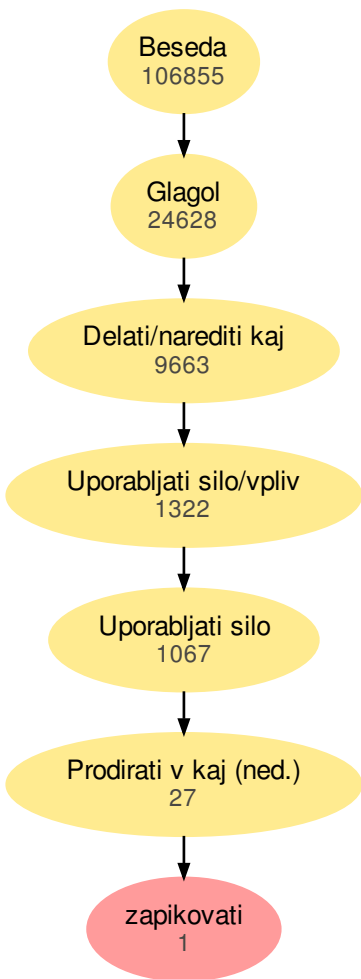 Beseda
106855
Glagol
24628
Delati/narediti kaj
9663
Uporabljati silo/vpliv
1322
Uporabljati silo
1067
Prodirati v kaj (ned.)
27
zapikovati
1